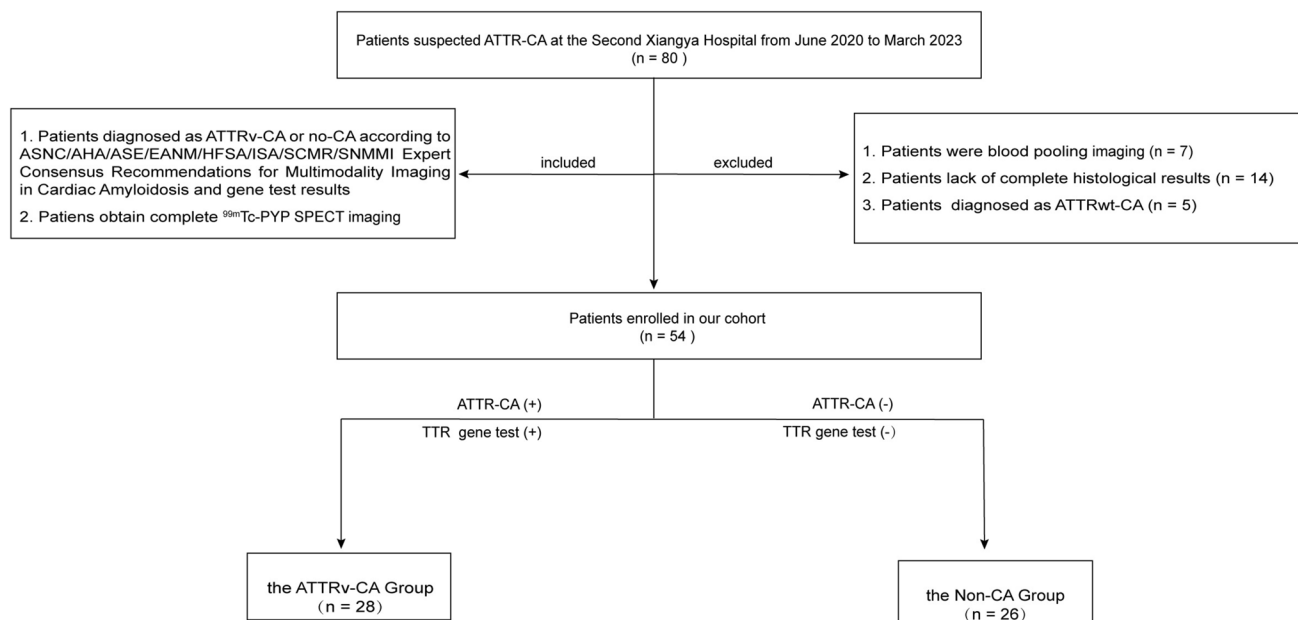 Patients suspected ATTR-CA at the Second Xiangya Hospital from June 2020 to March 2023
(n = 80 )
1. Patients diagnosed as ATTRv-CA or no-CA according to
ASNC/AHA/ASE/EANM/HFSA/ISA/SCMR/SNMMI Expert
Consensus Recommendations for Multimodality Imaging
in Cardiac Amyloidosis and gene test results
2. Patiens obtain complete ⁹⁹ᵐTc-PYP SPECT imaging
included
excluded
1. Patients were blood pooling imaging (n = 7)
2. Patients lack of complete histological results (n = 14)
3. Patients diagnosed as ATTRwt-CA (n = 5)
Patients enrolled in our cohort
(n = 54 )
ATTR-CA (+)
TTR gene test (+)
ATTR-CA (-)
TTR gene test (-)
the ATTRv-CA Group
(n = 28)
the Non-CA Group
(n = 26)